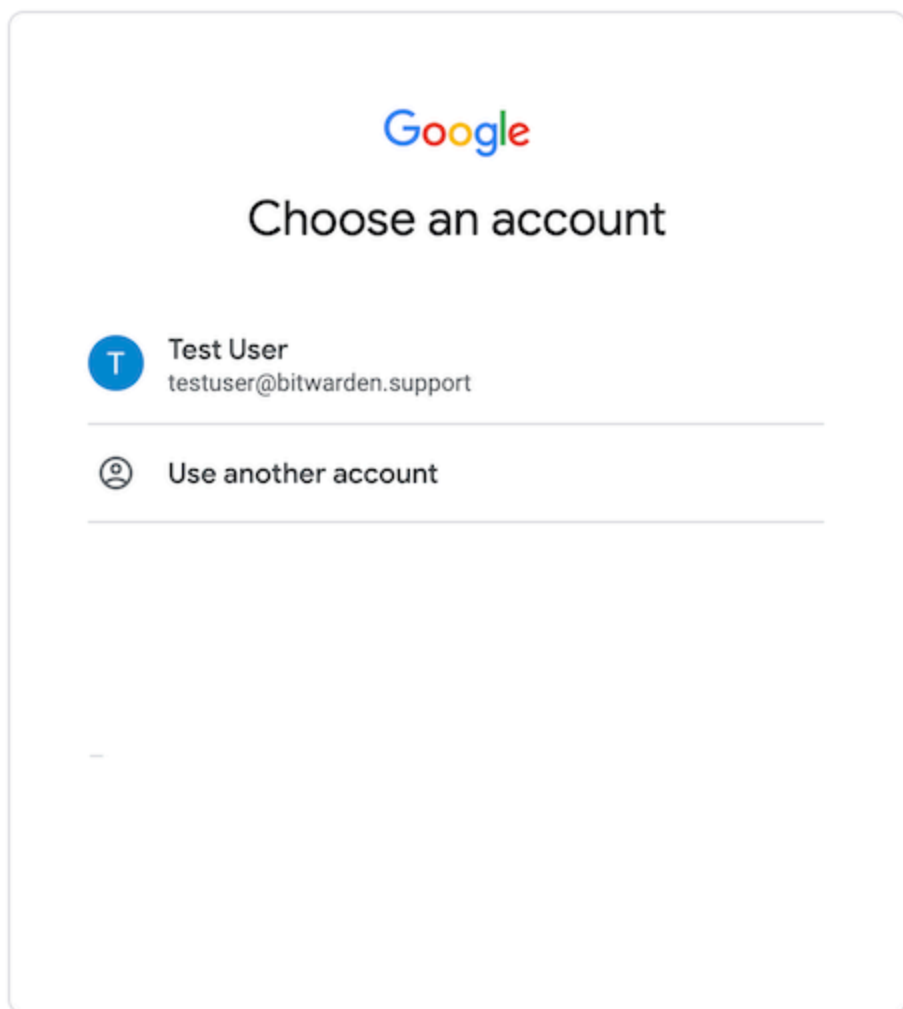 Google
Choose an account
T
Test User
testuser@bitwarden.support
Use another account